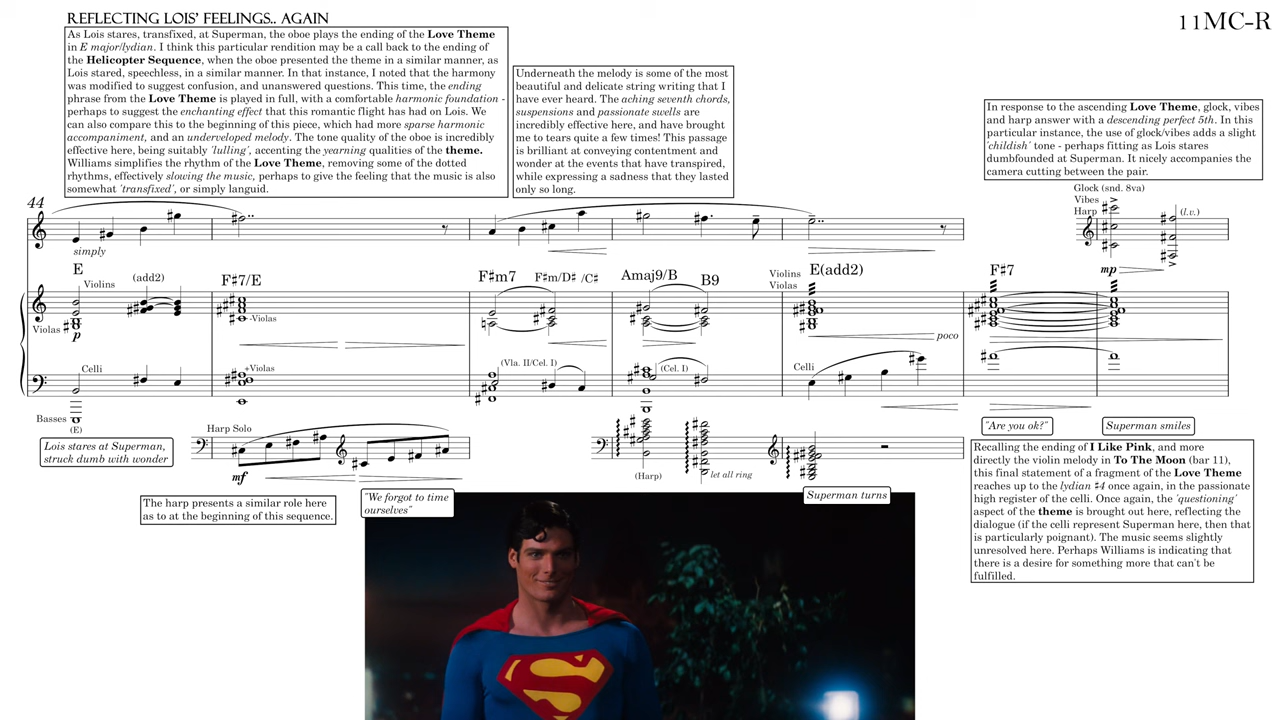 REFLECTING LOIS' FEELINGS.. AGAIN
11MC-R
As Lois stares, transfixed, at Superman, the oboe plays the ending of the Love Theme
in E major/lydian. I think this particular rendition may be a call back to the ending of
the Helicopter Sequence, when the oboe presented the theme in a similar manner, as
Lois stared, speechless, in a similar manner. In that instance, I noted that the harmony
was modified to suggest confusion, and unanswered questions. This time, the ending
phrase from the Love Theme is played in full, with a comfortable harmonic foundation -
perhaps to suggest the enchanting effect that this romantic flight has had on Lois. We
can also compare this to the beginning of this piece, which had more sparse harmonic
accompaniment, and an underveloped melody. The tone quality of the oboe is incredibly
effective here, being suitably 'lulling', accenting the yearning qualities of the theme.
Williams simplifies the rhythm of the Love Theme, removing some of the dotted
rhythms, effectively slowing the music, perhaps to give the feeling that the music is also
somewhat 'transfixed', or simply languid.
Underneath the melody is some of the most
beautiful and delicate string writing that I
have ever heard. The aching seventh chords,
suspensions and passionate swells are
incredibly effective here, and have brought
me to tears quite a few times! This passage
is brilliant at conveying contentment and
wonder at the events that have transpired,
while expressing a sadness that they lasted
only so long.
In response to the ascending Love Theme, glock, vibes
and harp answer with a descending perfect 5th. In this
particular instance, the use of glock/vibes adds a slight
'childish' tone - perhaps fitting as Lois stares
dumbfounded at Superman. It nicely accompanies the
camera cutting between the pair.
44
simply
Glock (snd. 8va)
Vibes
Harp
(l.v.)
mp
E
Violins
(add2)
F#7/E
F#m7
F#m/D#
/C#
Amaj9/B
B9
Violins
Violas
E(add2)
F#7
Violas
p
-Violas
poco
Celli
+Violas
(Vla. II/Cel. I)
(Cel. I)
Celli
Basses
(E)
Lois stares at Superman,
struck dumb with wonder
Harp Solo
mf
(Harp)
let all ring
"Are you ok?"
Superman smiles
The harp presents a similar role here
as to at the beginning of this sequence.
"We forgot to time
ourselves"
Superman turns
Recalling the ending of I Like Pink, and more
directly the violin melody in To The Moon (bar 11),
this final statement of a fragment of the Love Theme
reaches up to the lydian #4 once again, in the passionate
high register of the celli. Once again, the 'questioning'
aspect of the theme is brought out here, reflecting the
dialogue (if the celli represent Superman here, then that
is particularly poignant). The music seems slightly
unresolved here. Perhaps Williams is indicating that
there is a desire for something more that can't be
fulfilled.